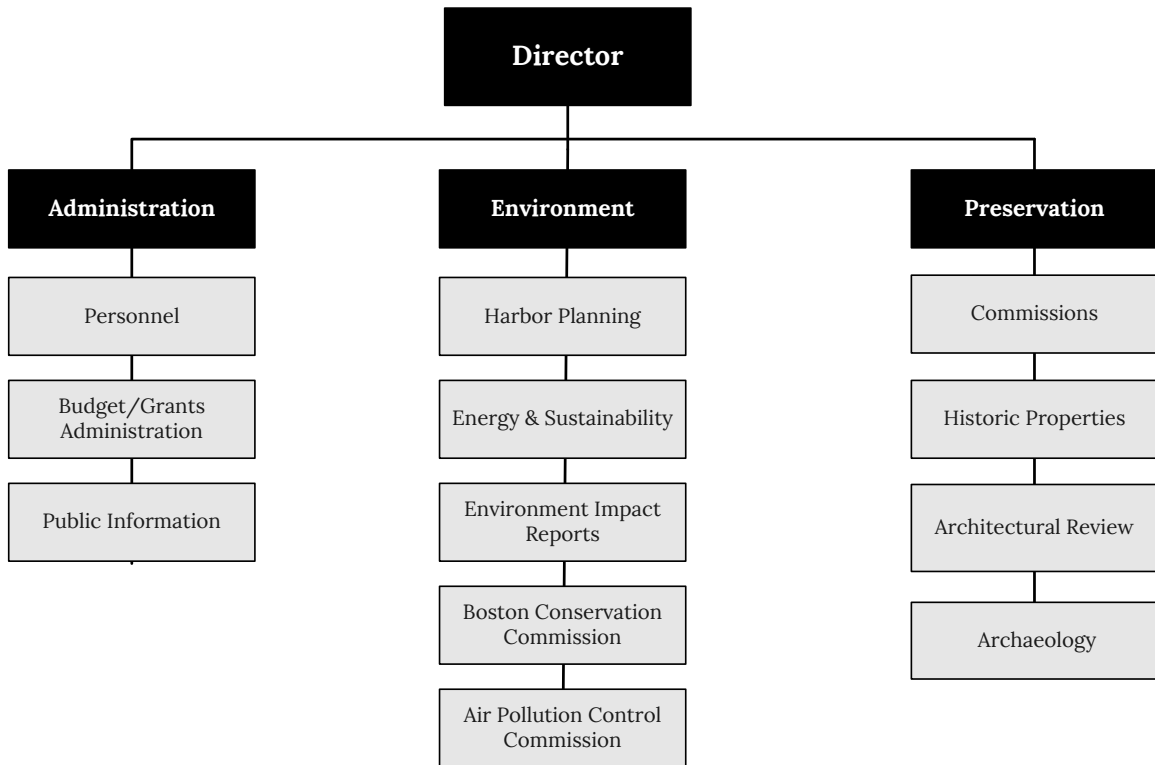 Director
Administration
Personnel
Budget/Grants
Administration
Public Information
Environment
Harbor Planning
Energy & Sustainability
Environment Impact
Reports
Boston Conservation
Commission
Air Pollution Control
Commission
Preservation
Commissions
Historic Properties
Architectural Review
Archaeology